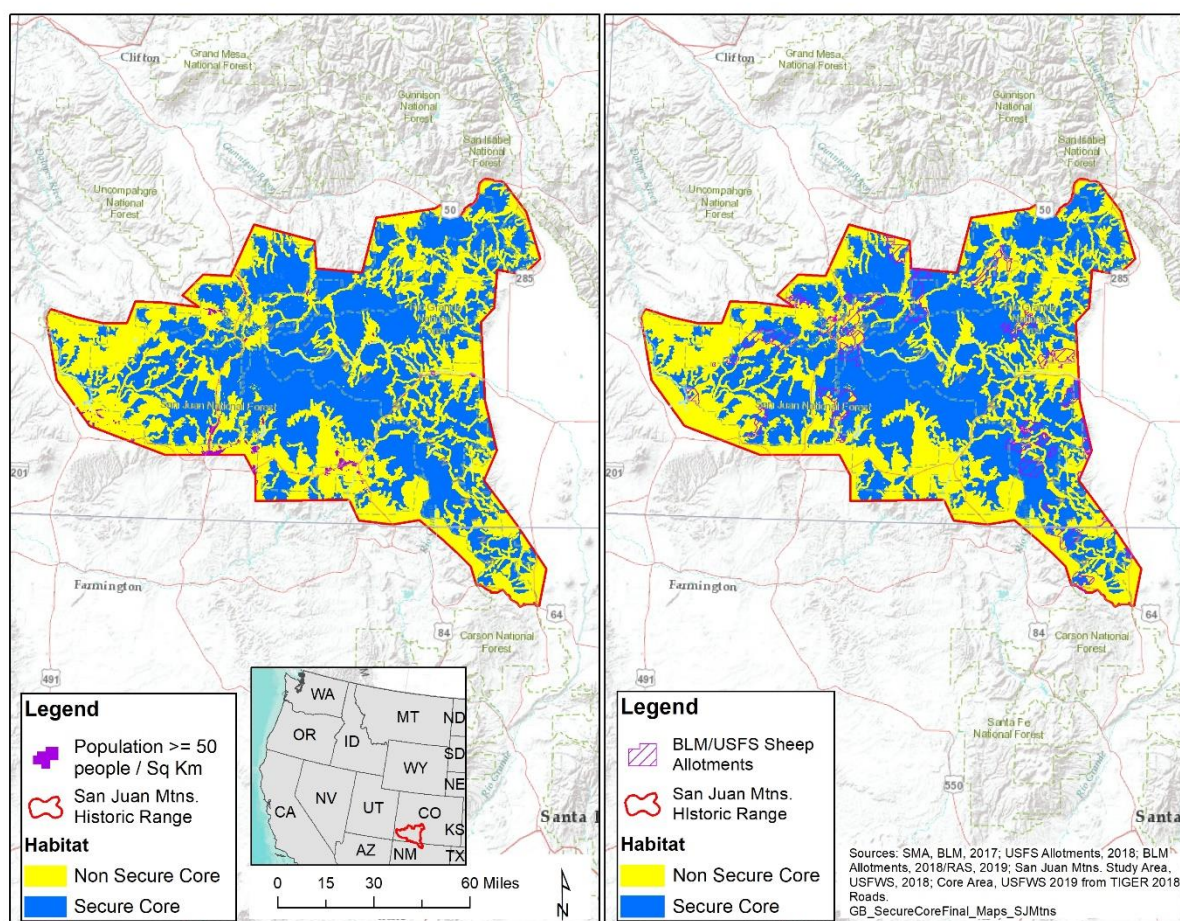 Clifton
Grand Mesa
National Forest
Gunnison
National
Forest
San Isabel
National
Forest
Gunnison River
Uncompahgre
National
Forest
50
285
San Juan National Forest
201
Farmington
64
84
Carson National
Forest
491
Legend
Population >= 50
people / Sq Km
San Juan Mtns.
HIstoric Range
Habitat
Non Secure Core
Secure Core
WA
MT
ND
OR
ID
SD
WY
NE
NV
UT
CO
CA
KS
AZ
NM
TX
0 15 30 60 Miles
N
Clifton
Grand Mesa
National Forest
Gunnison
National
Forest
San Isabel
National
Forest
Gunnison River
Uncompahgre
National
Forest
50
285
San Juan National Forest
201
Farmington
64
84
Carson National
Forest
491
Santa Fe
National
Forest
Rio Grande
550
Santa
Legend
BLM/USFS Sheep
Allotments
San Juan Mtns.
HIstoric Range
Habitat
Non Secure Core
Secure Core
Sources: SMA, BLM, 2017; USFS Allotments, 2018; BLM
Allotments, 2018/RAS, 2019; San Juan Mtns. Study Area,
USFWS, 2018; Core Area, USFWS 2019 from TIGER 2018
Roads.
GB_SecureCoreFinal_Maps_SJMtns